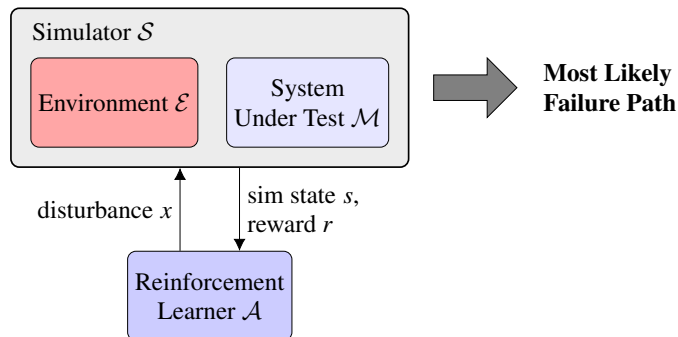 Simulator 𝒮
Environment ℰ
System
Under Test ℳ
Most Likely
Failure Path
disturbance x
sim state s,
reward r
Reinforcement
Learner 𝒜